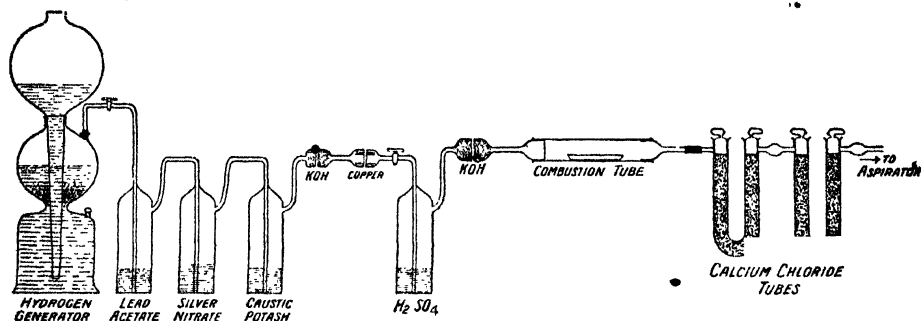 KOH
COPPER
KOH
COMBUSTION TUBE
→ TO
ASPIRATOR
HYDROGEN
GENERATOR
LEAD
ACETATE
SILVER
NITRATE
CAUSTIC
POTASH
H2 SO4
CALCIUM CHLORIDE
TUBES